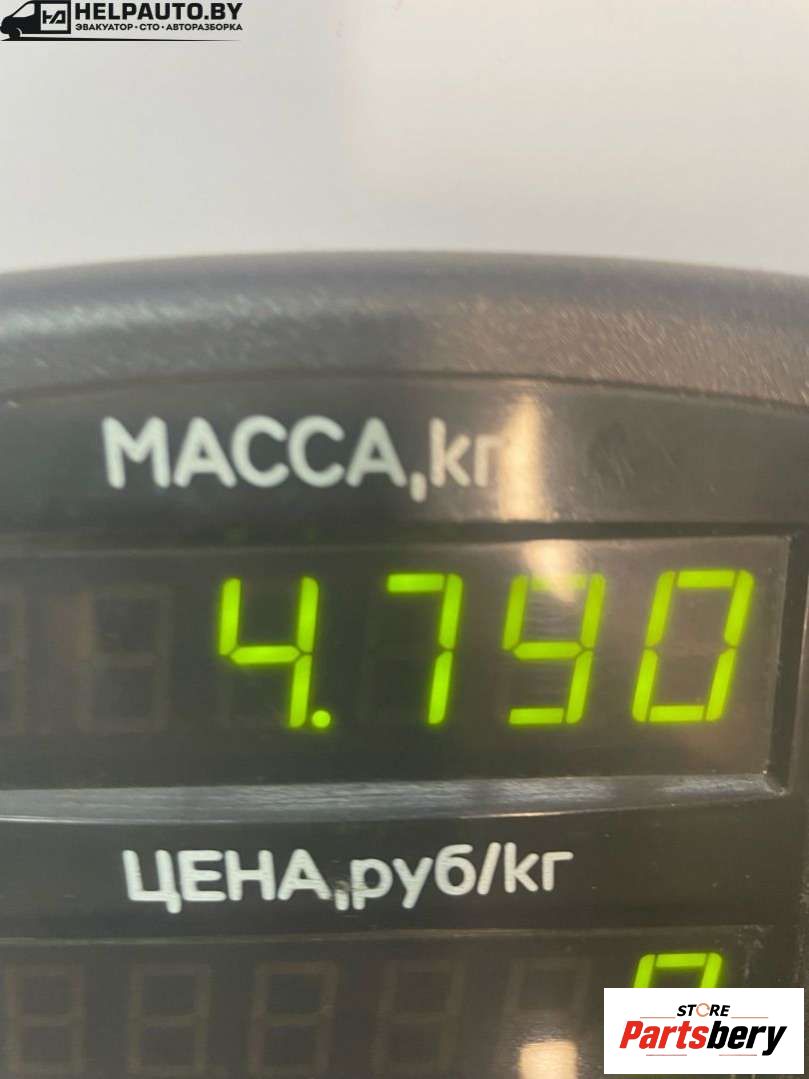 HELPAUTO.BY
ЭВАКУАТОР·СТО·АВТОРАЗБОРКА
МАССА,кг
4.790
ЦЕНА,руб/кг
0
STORE
Partsbery